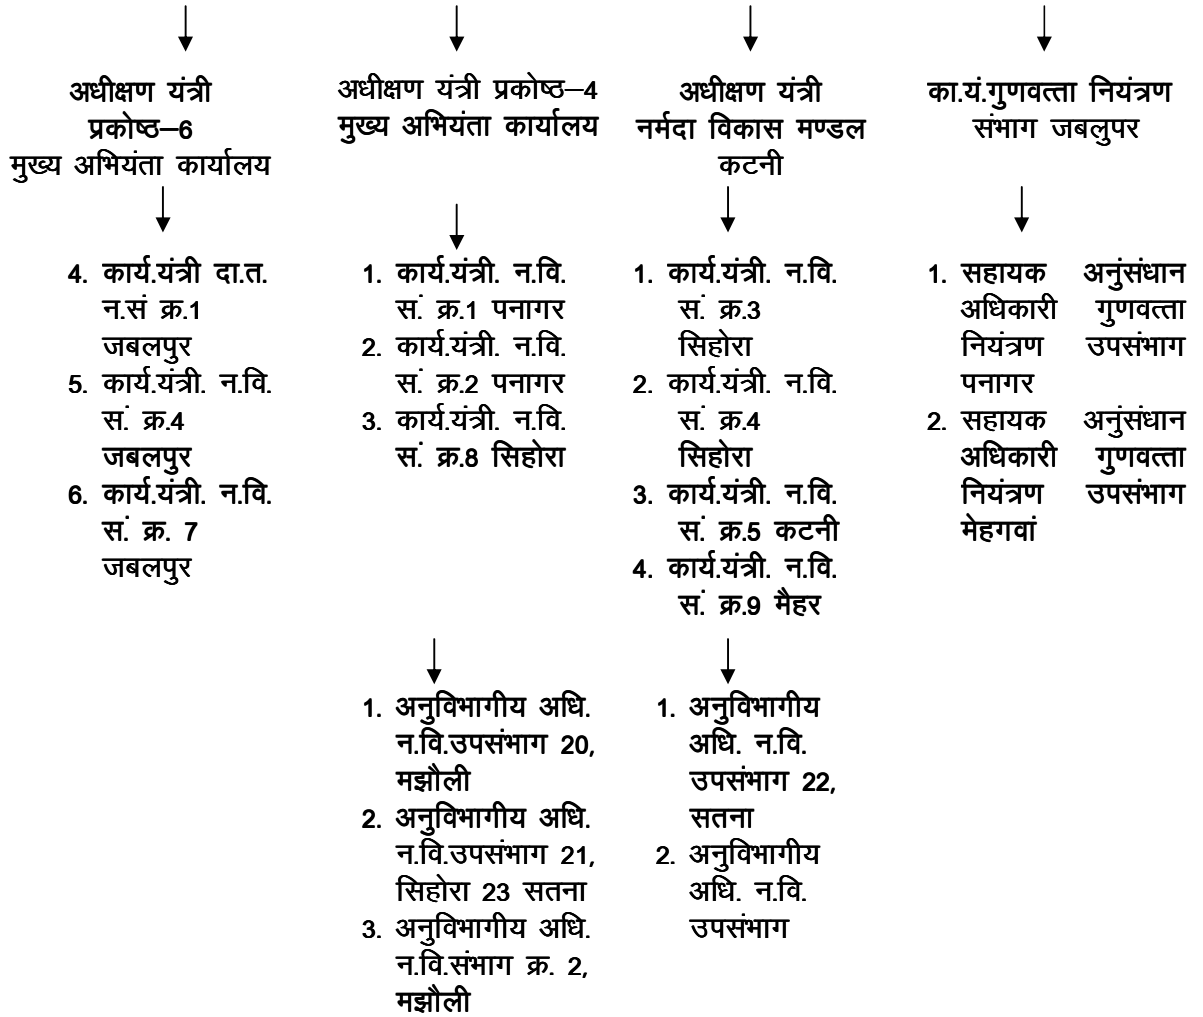 अधीक्षण यंत्री
प्रकोष्ठ–6
मुख्य अभियंता कार्यालय
4. कार्य.यंत्री दा.त.
न.सं क्र.1
जबलपुर
5. कार्य.यंत्री. न.वि.
सं. क्र.4
जबलपुर
6. कार्य.यंत्री. न.वि.
सं. क्र. 7
जबलपुर
अधीक्षण यंत्री प्रकोष्ठ–4
मुख्य अभियंता कार्यालय
1. कार्य.यंत्री. न.वि.
सं. क्र.1 पनागर
2. कार्य.यंत्री. न.वि.
सं. क्र.2 पनागर
3. कार्य.यंत्री. न.वि.
सं. क्र.8 सिहोरा
1. अनुविभागीय अधि.
न.वि.उपसंभाग 20,
मझौली
2. अनुविभागीय अधि.
न.वि.उपसंभाग 21,
सिहोरा 23 सतना
3. अनुविभागीय अधि.
न.वि.संभाग क्र. 2,
मझौली
अधीक्षण यंत्री
नर्मदा विकास मण्डल
कटनी
1. कार्य.यंत्री. न.वि.
सं. क्र.3
सिहोरा
2. कार्य.यंत्री. न.वि.
सं. क्र.4
सिहोरा
3. कार्य.यंत्री. न.वि.
सं. क्र.5 कटनी
4. कार्य.यंत्री. न.वि.
सं. क्र.9 मैहर
1. अनुविभागीय
अधि. न.वि.
उपसंभाग 22,
सतना
2. अनुविभागीय
अधि. न.वि.
उपसंभाग
का.यं.गुणवत्ता नियंत्रण
संभाग जबलुपर
1. सहायक अनुंसंधान
अधिकारी गुणवत्ता
नियंत्रण उपसंभाग
पनागर
2. सहायक अनुंसंधान
अधिकारी गुणवत्ता
नियंत्रण उपसंभाग
मेहगवां